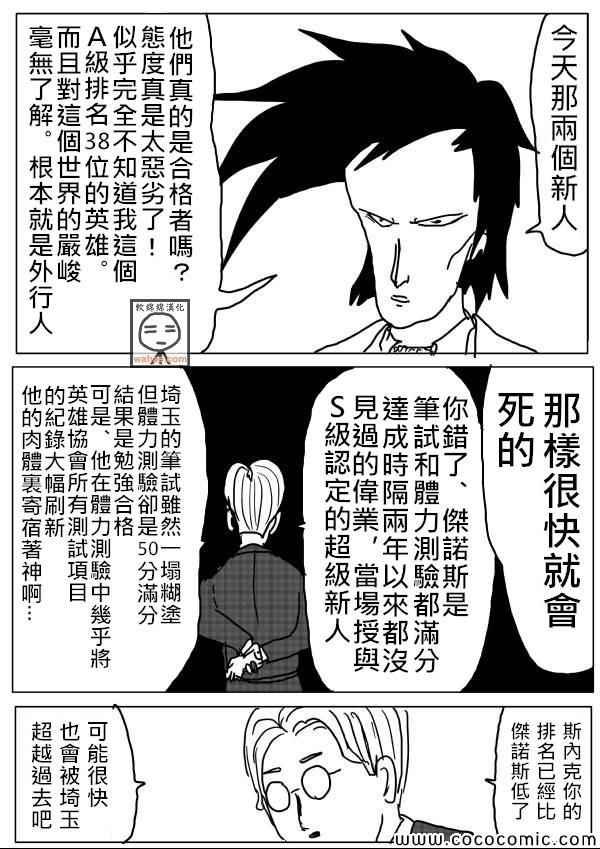 今天那兩個新人
他們真的是合格者嗎？
態度真是太惡劣了！
似乎完全不知道我這個
A級排名38位的英雄。
而且對這個世界的嚴峻
毫無了解。根本就是外行人
軟綿綿漢化
那樣很快就會
死的
你錯了、傑諾斯是
筆試和體力測驗都滿分
達成時隔兩年以來都沒
見過的偉業，當場授與
S級認定的超級新人
埼玉的筆試雖然一塌糊塗
但體力測驗卻是50分滿分
結果是勉強合格
可是、他在體力測驗中幾乎將
英雄協會所有測試項目
的紀錄大幅刷新
他的肉體裏寄宿著神啊…
斯內克你的
排名已經比
傑諾斯低了
可能很快
也會被埼玉
超越過去吧
www.cococomic.com